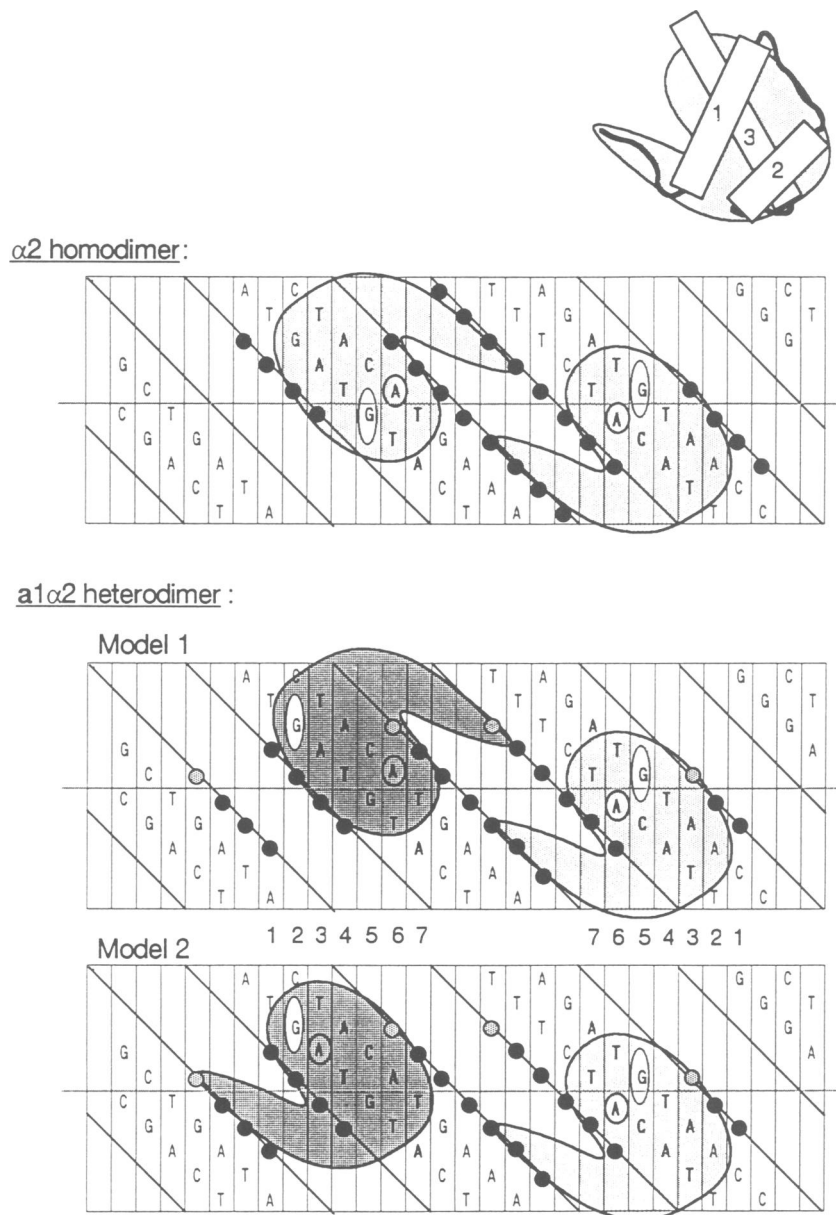 1
3
2
α2 homodimer:
A C T A G C
T T T G G T
G A T A G
G A C C T
C T A T G
C T G T A T
G G T G C A
A A A A A A
C T C A T C
T A T A T C
a1α2 heterodimer :
Model 1
A C T A G C
T T T G G T
G A T A G
G A C C T A
C T A T G
C T G T A T
G G T G C A
A A A A A A
C T C A T C
T A T A T C
1 2 3 4 5 6 7 7 6 5 4 3 2 1
Model 2
A C T A G C
T T T G G T
G A T A G
G A C C T A
C T A T G
C T G T A T
G G T G C A
A A A A A A
C T C A T C
T A T A T C